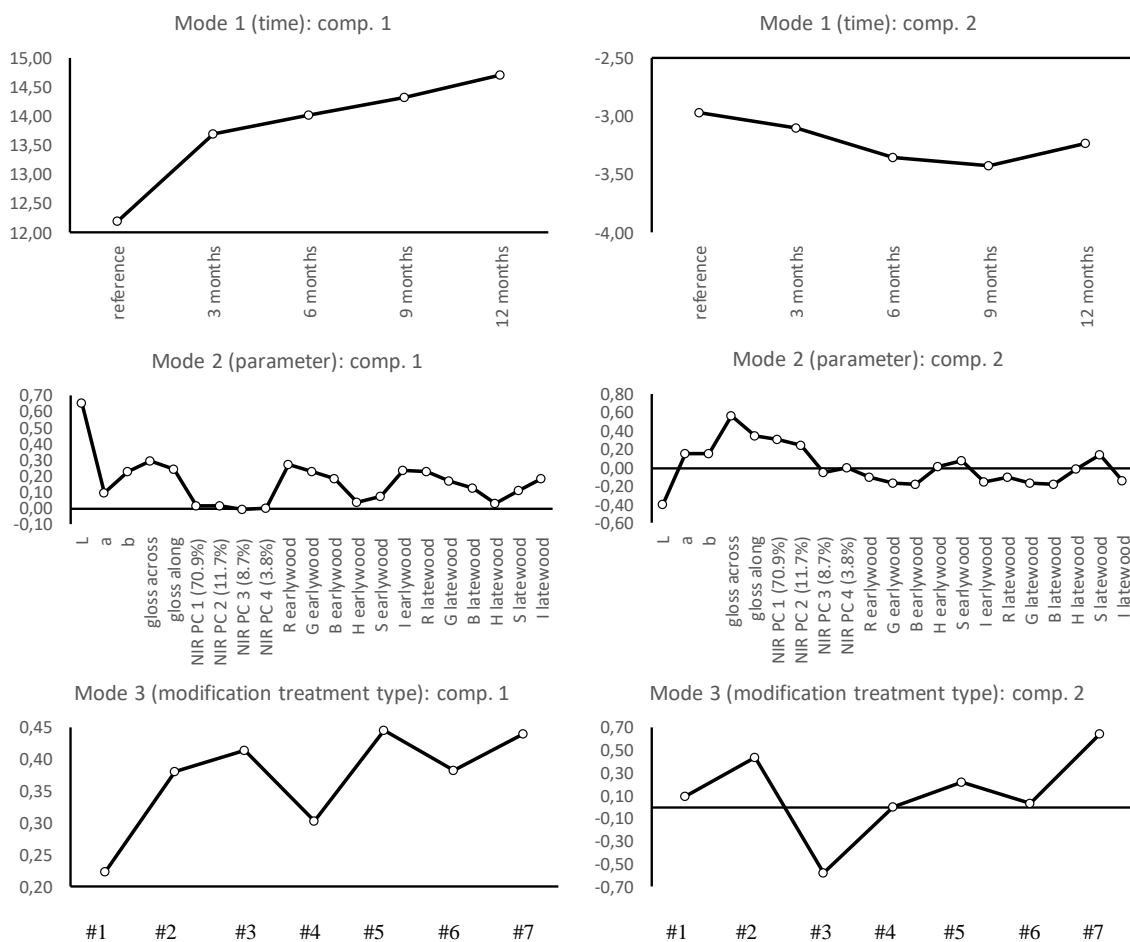 Mode 1 (time): comp. 1
15,00
14,50
14,00
13,50
13,00
12,50
12,00
reference
3 months
6 months
9 months
12 months
Mode 1 (time): comp. 2
-2,50
-3,00
-3,50
-4,00
reference
3 months
6 months
9 months
12 months
Mode 2 (parameter): comp. 1
0,70
0,60
0,50
0,40
0,30
0,20
0,10
0,00
-0,10
L
a
b
gloss across
gloss along
NIR PC 1 (70.9%)
NIR PC 2 (11.7%)
NIR PC 3 (8.7%)
NIR PC 4 (3.8%)
R earlywood
G earlywood
B earlywood
H earlywood
S earlywood
I earlywood
R latewood
G latewood
B latewood
H latewood
S latewood
I latewood
Mode 2 (parameter): comp. 2
0,80
0,60
0,40
0,20
0,00
-0,20
-0,40
-0,60
L
a
b
gloss across
gloss along
NIR PC 1 (70.9%)
NIR PC 2 (11.7%)
NIR PC 3 (8.7%)
NIR PC 4 (3.8%)
R earlywood
G earlywood
B earlywood
H earlywood
S earlywood
I earlywood
R latewood
G latewood
B latewood
H latewood
S latewood
I latewood
Mode 3 (modification treatment type): comp. 1
0,45
0,40
0,35
0,30
0,25
0,20
#1 #2 #3 #4 #5 #6 #7
Mode 3 (modification treatment type): comp. 2
0,70
0,50
0,30
0,10
-0,10
-0,30
-0,50
-0,70
#1 #2 #3 #4 #5 #6 #7